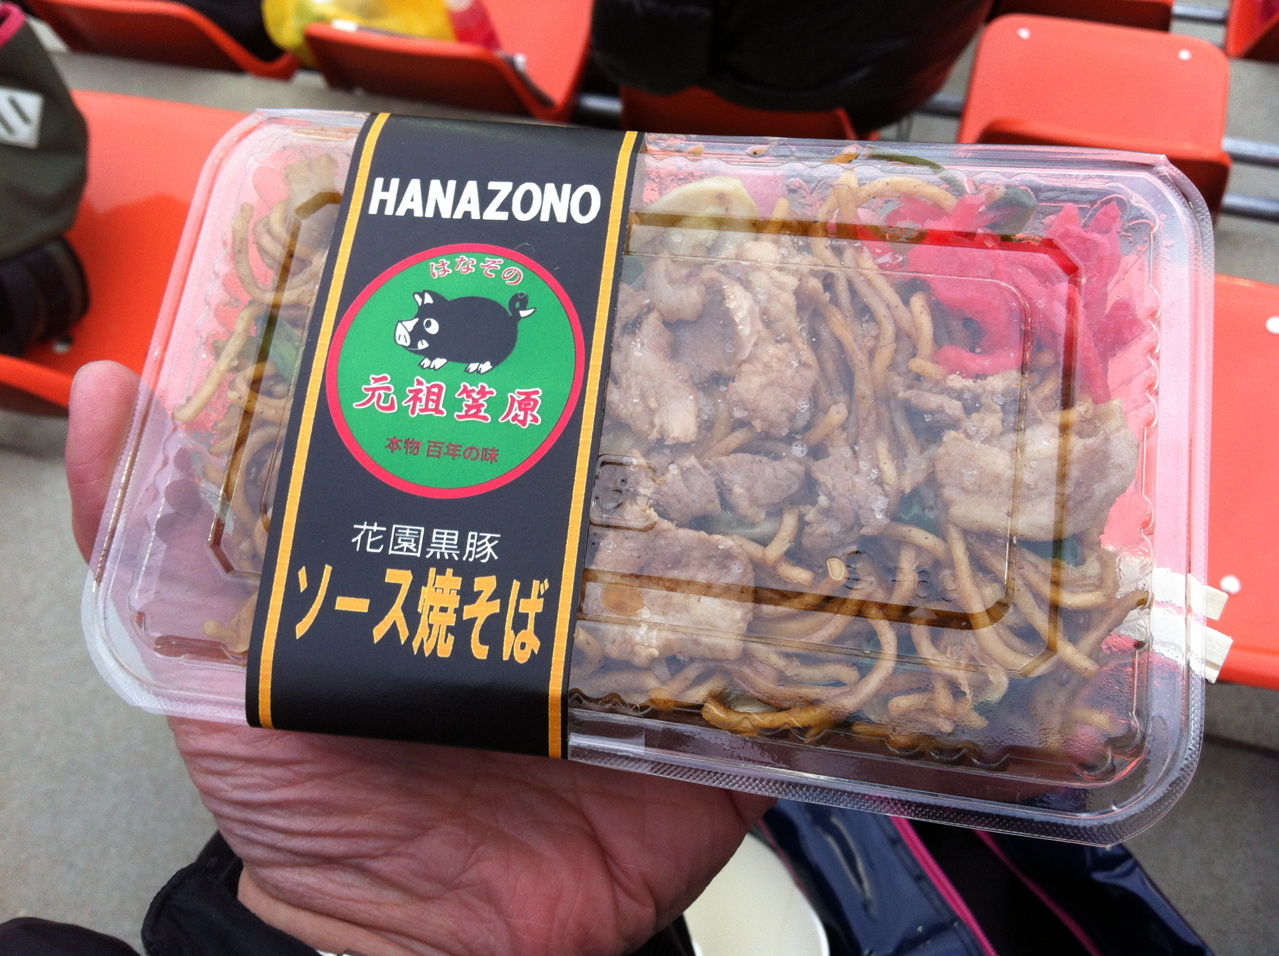 HANAZONO
はなぞの
元祖笠原
本物 百年の味
花園黒豚
ソース焼そば